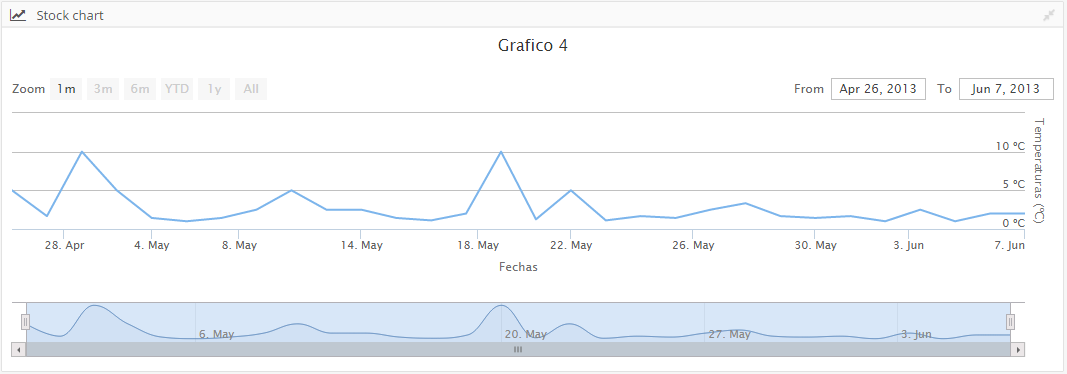 Stock chart
Grafico 4
Zoom 1m 3m 6m YTD 1y All From Apr 26, 2013 To Jun 7, 2013
Temperaturas (ºC)
10 ºC
5 ºC
0 ºC
28. Apr 4. May 8. May 14. May 18. May 22. May 26. May 30. May 3. Jun 7. Jun
Fechas
6. May 20. May 27. May 3. Jun